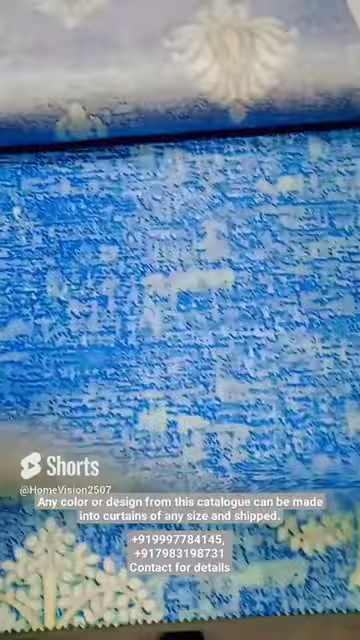 Shorts
@HomeVision2507
Any color or design from this catalogue can be made
into curtains of any size and shipped.
+919997784145,
+917983198731
Contact for details